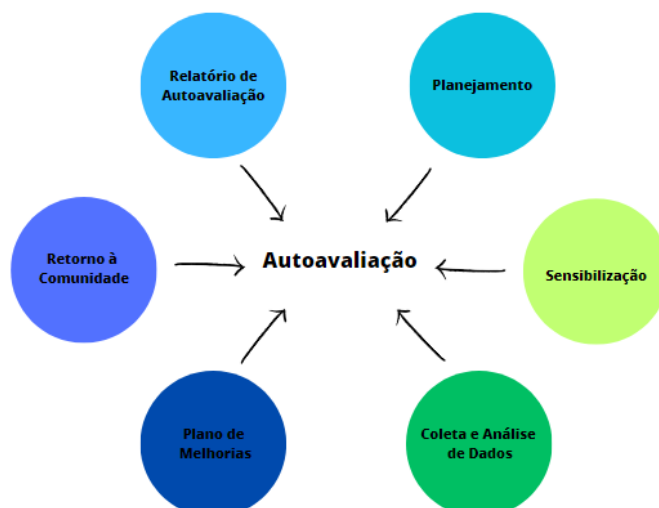 Relatório de
Autoavaliação
Planejamento
Retorno à
Comunidade
Autoavaliação
Sensibilização
Plano de
Melhorias
Coleta e Análise
de Dados